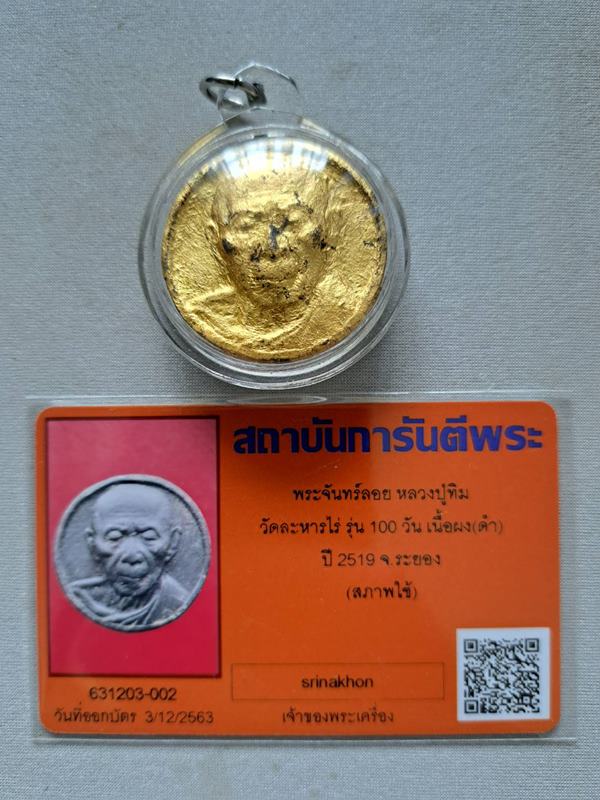 สถาบันการันตีพระ
พระจันทร์ลอย หลวงปู่ทิม
วัดละหารไร่ รุ่น 100 วัน เนื้อผง(ดำ)
ปี 2519 จ.ระยอง
(สภาพใช้)
srinakhon
เจ้าของพระเครื่อง
631203-002
วันที่ออกบัตร 3/12/2563